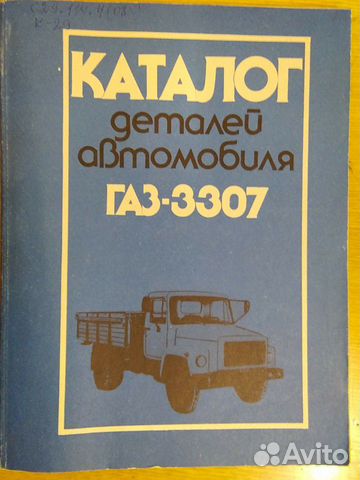 КАТАЛОГ
деталей
автомобиля
ГАЗ-3307
Avito